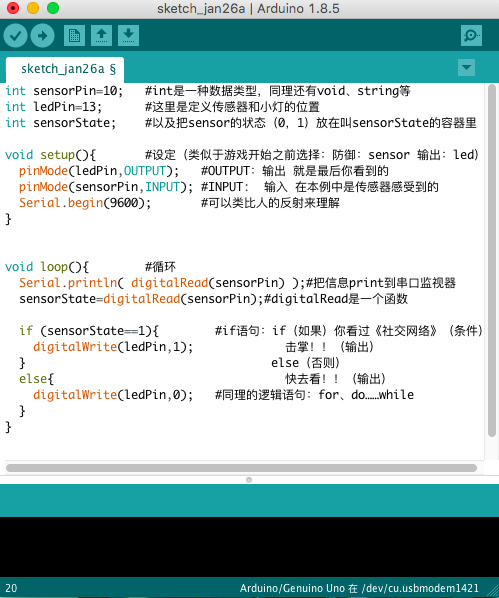 sketch_jan26a | Arduino 1.8.5
sketch_jan26a §
int sensorPin=10;   #int是一种数据类型，同理还有void、string等
int ledPin=13;      #这里是定义传感器和小灯的位置
int sensorState;    #以及把sensor的状态（0，1）放在叫sensorState的容器里
void setup(){       #设定（类似于游戏开始之前选择：防御：sensor 输出：led）
  pinMode(ledPin,OUTPUT);   #OUTPUT：输出 就是最后你看到的
  pinMode(sensorPin,INPUT); #INPUT： 输入 在本例中是传感器感受到的
  Serial.begin(9600);       #可以类比人的反射来理解
}
void loop(){        #循环
  Serial.println( digitalRead(sensorPin) );#把信息print到串口监视器
  sensorState=digitalRead(sensorPin);#digitalRead是一个函数
  if (sensorState==1){        #if语句：if（如果）你看过《社交网络》（条件）
    digitalWrite(ledPin,1);             击掌！！（输出）
  }                                   else（否则）
  else{                                 快去看！！（输出）
    digitalWrite(ledPin,0);   #同理的逻辑语句：for、do……while
  }
}
20 Arduino/Genuino Uno 在 /dev/cu.usbmodem1421